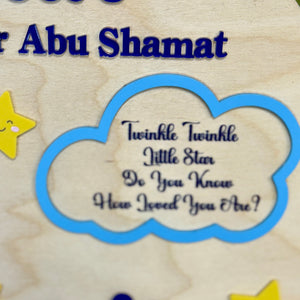 Abu Shamat
Twinkle Twinkle
Little Star
Do You Know
How Loved You Are?